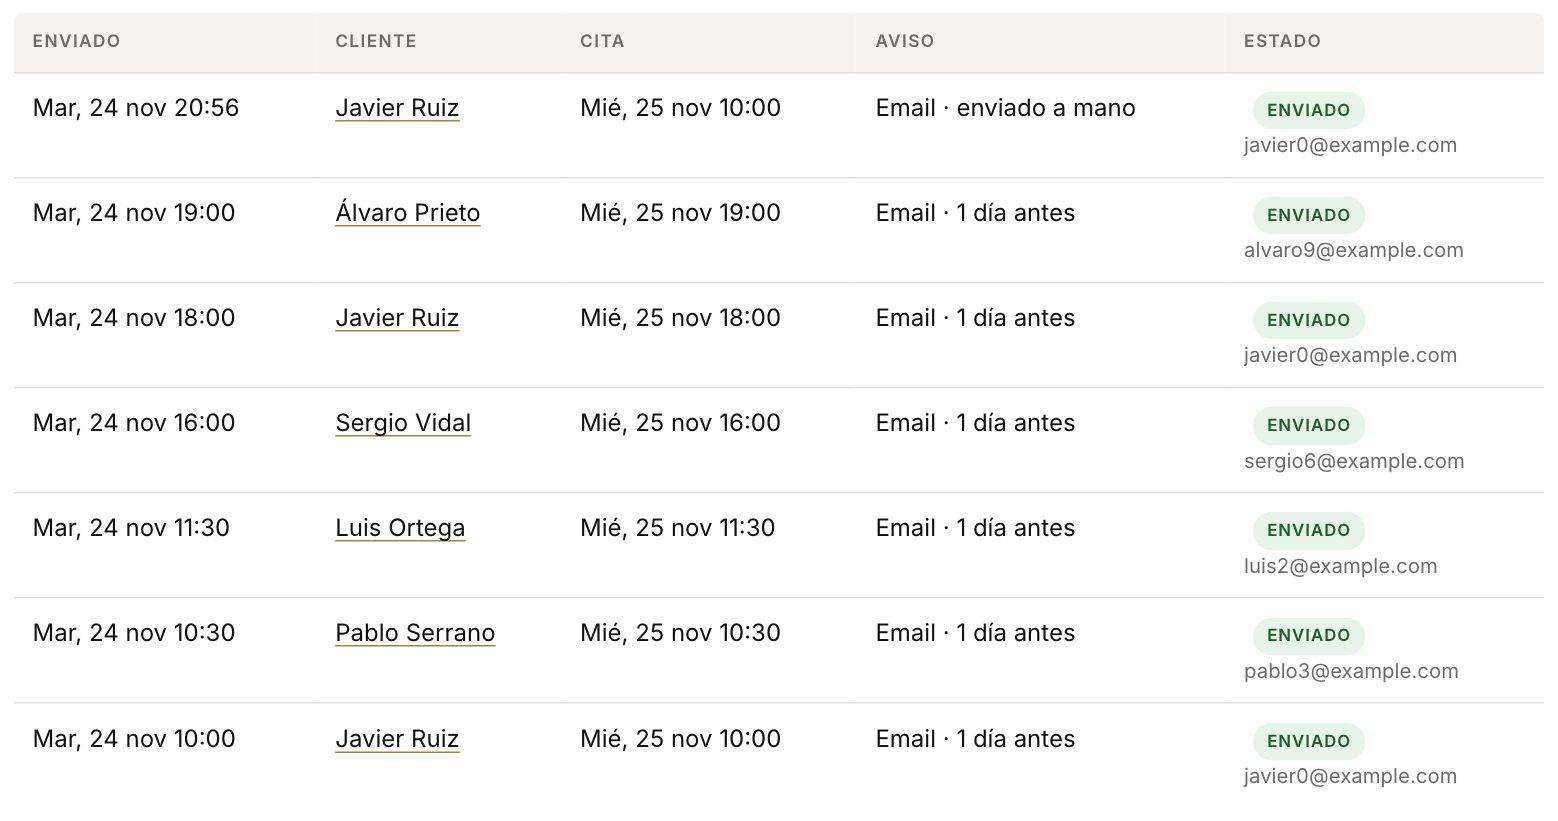 ENVIADO CLIENTE CITA AVISO ESTADO
Mar, 24 nov 20:56 Javier Ruiz Mié, 25 nov 10:00 Email · enviado a mano ENVIADO
javier0@example.com
Mar, 24 nov 19:00 Álvaro Prieto Mié, 25 nov 19:00 Email · 1 día antes ENVIADO
alvaro9@example.com
Mar, 24 nov 18:00 Javier Ruiz Mié, 25 nov 18:00 Email · 1 día antes ENVIADO
javier0@example.com
Mar, 24 nov 16:00 Sergio Vidal Mié, 25 nov 16:00 Email · 1 día antes ENVIADO
sergio6@example.com
Mar, 24 nov 11:30 Luis Ortega Mié, 25 nov 11:30 Email · 1 día antes ENVIADO
luis2@example.com
Mar, 24 nov 10:30 Pablo Serrano Mié, 25 nov 10:30 Email · 1 día antes ENVIADO
pablo3@example.com
Mar, 24 nov 10:00 Javier Ruiz Mié, 25 nov 10:00 Email · 1 día antes ENVIADO
javier0@example.com